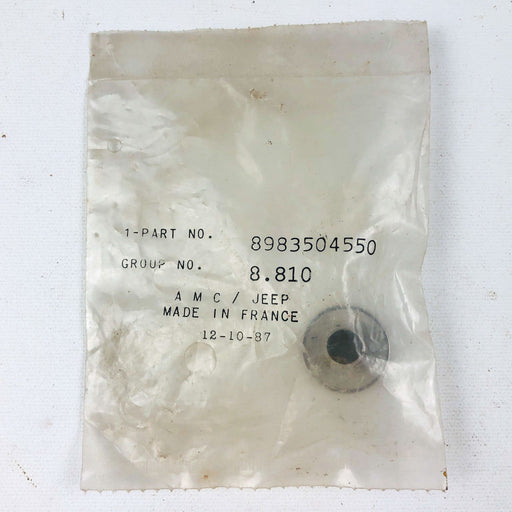 1-PART NO. 8983504550
GROUP NO. 8.810
A M C / JEEP
MADE IN FRANCE
12-10-87